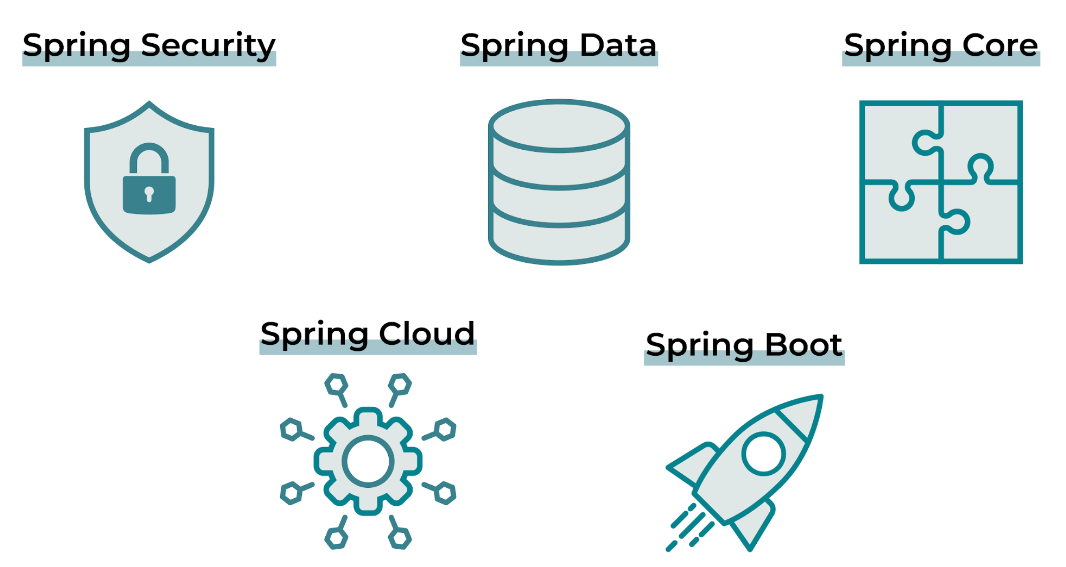 Spring Security
Spring Data
Spring Core
Spring Cloud
Spring Boot